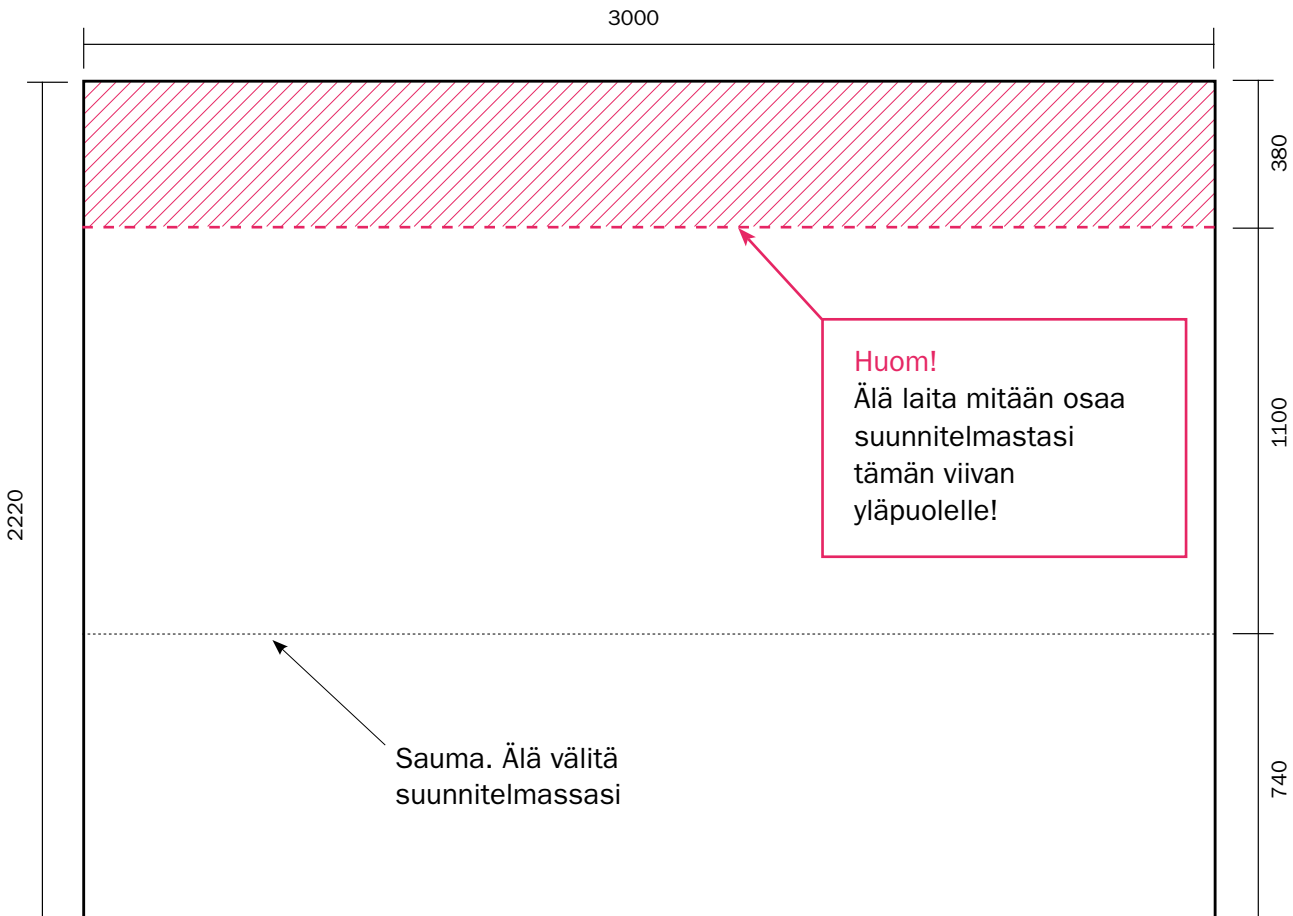 3000
380
Huom!
Älä laita mitään osaa
suunnitelmastasi
tämän viivan
yläpuolelle!
1100
2220
Sauma. Älä välitä
suunnitelmassasi
740